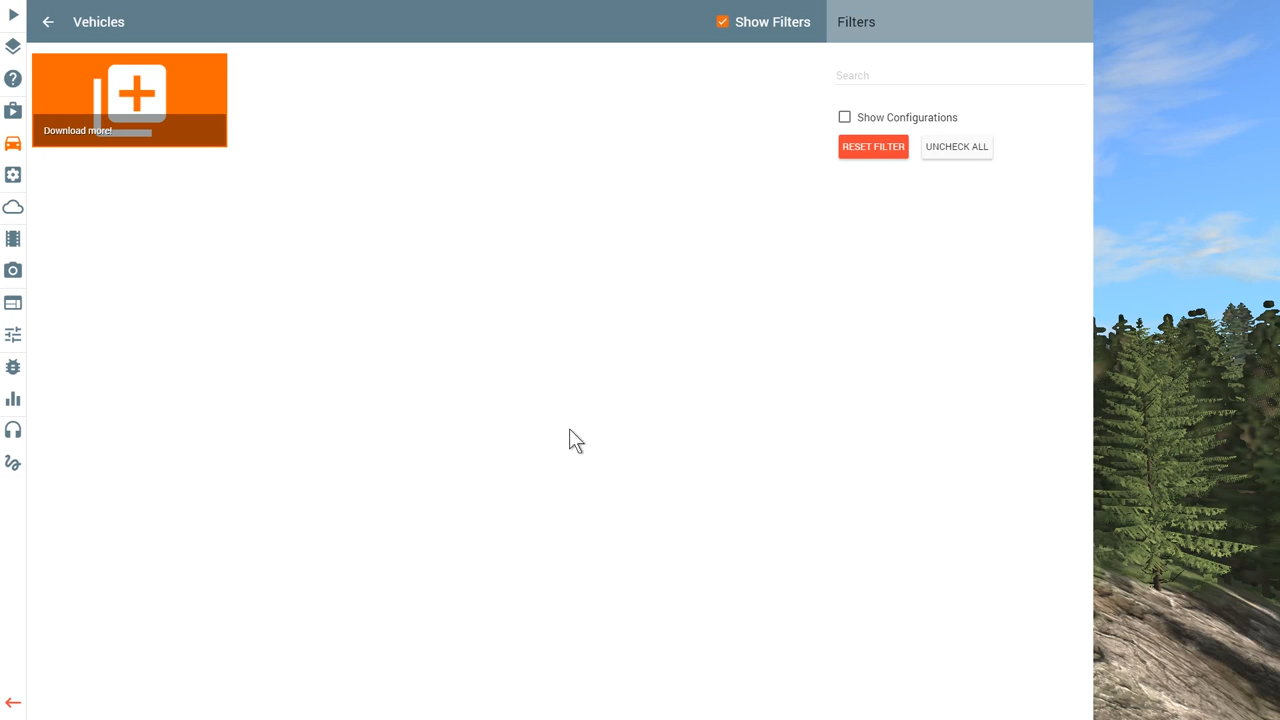 Vehicles
Show Filters
Filters
Download more!
Search
Show Configurations
RESET FILTER
UNCHECK ALL